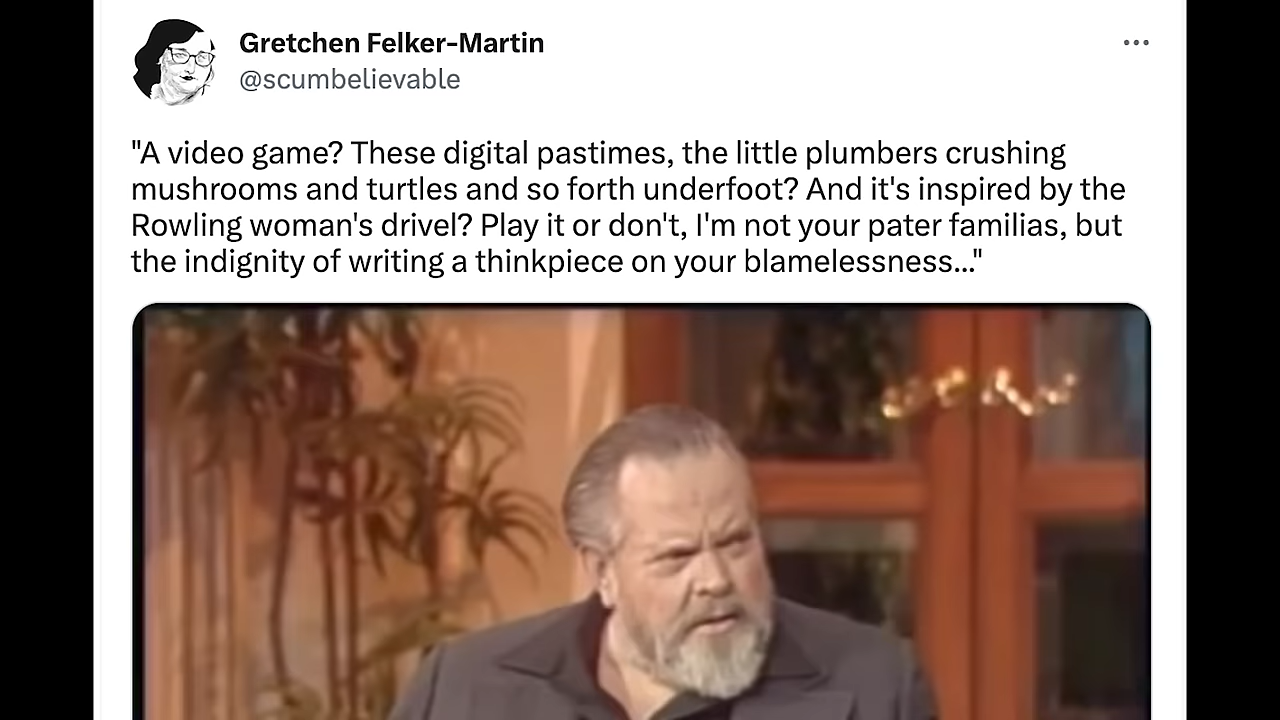 Gretchen Felker-Martin
@scumbelievable
"A video game? These digital pastimes, the little plumbers crushing
mushrooms and turtles and so forth underfoot? And it's inspired by the
Rowling woman's drivel? Play it or don't, I'm not your pater familias, but
the indignity of writing a thinkpiece on your blamelessness..."